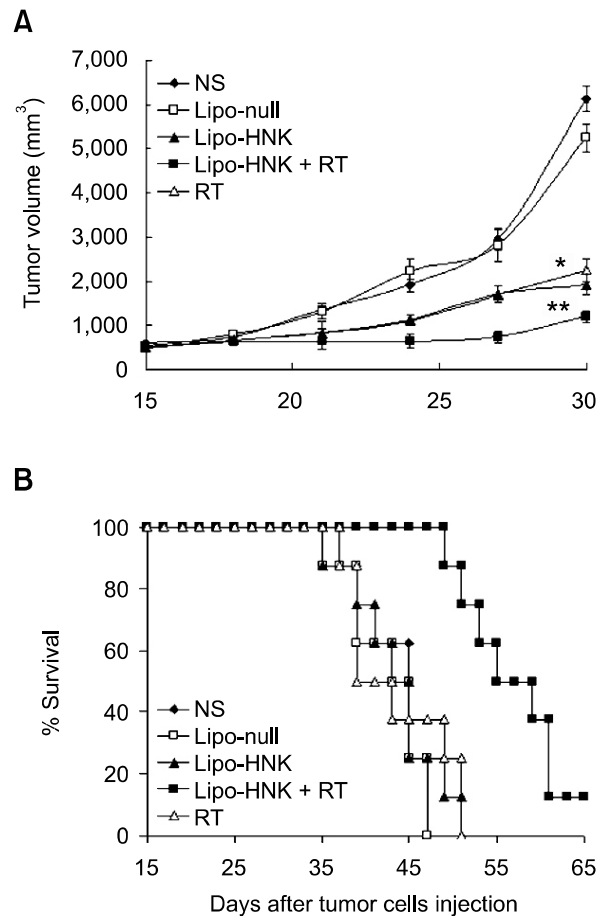 A
7,000
6,000
5,000
4,000
3,000
2,000
1,000
0
Tumor volume (mm³)
NS
Lipo-null
Lipo-HNK
Lipo-HNK + RT
RT
*
**
15
20
25
30
B
100
80
60
40
20
0
% Survival
NS
Lipo-null
Lipo-HNK
Lipo-HNK + RT
RT
15
25
35
45
55
65
Days after tumor cells injection